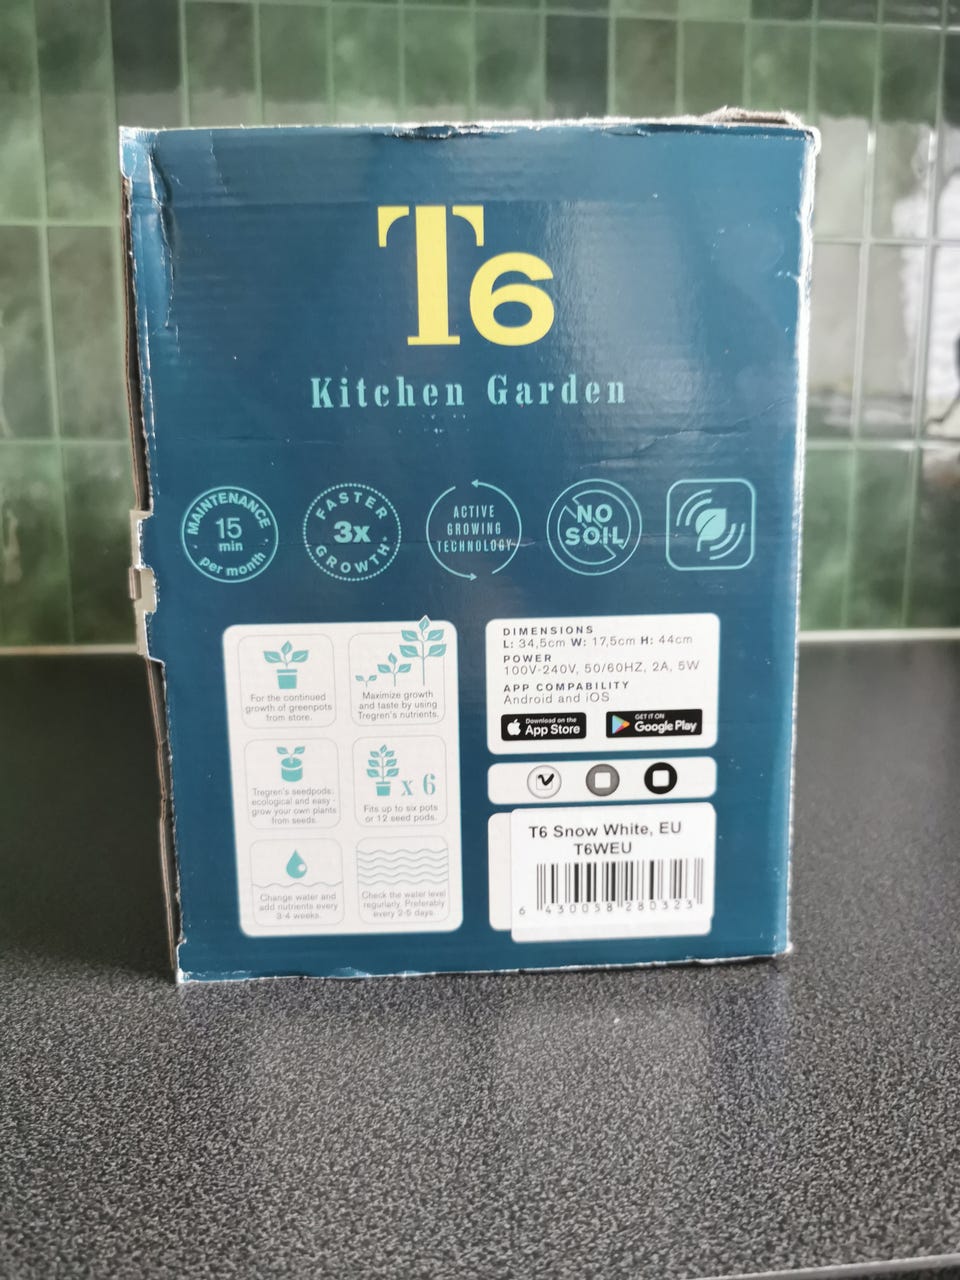 T6
Kitchen Garden
MAINTENANCE
15
min
per month
FASTER
3x
GROWTH
ACTIVE
GROWING
TECHNOLOGY
NO
SOIL
For the continued
growth of greenpots
from store.
Maximize growth
and taste by using
Tregren's nutrients.
Tregren's seedpods:
ecological and easy -
grow your own plants
from seeds.
x 6
Fits up to six pots
or 12 seed pods.
Change water and
add nutrients every
3-4 weeks.
Check the water level
regurlarly. Preferably
every 2-5 days.
DIMENSIONS
L: 34,5cm W: 17,5cm H: 44cm
POWER
100V-240V, 50/60HZ, 2A, 5W
APP COMPABILITY
Android and iOS
Download on the
App Store
GET IT ON
Google Play
T6 Snow White, EU
T6WEU
6 430058 280323